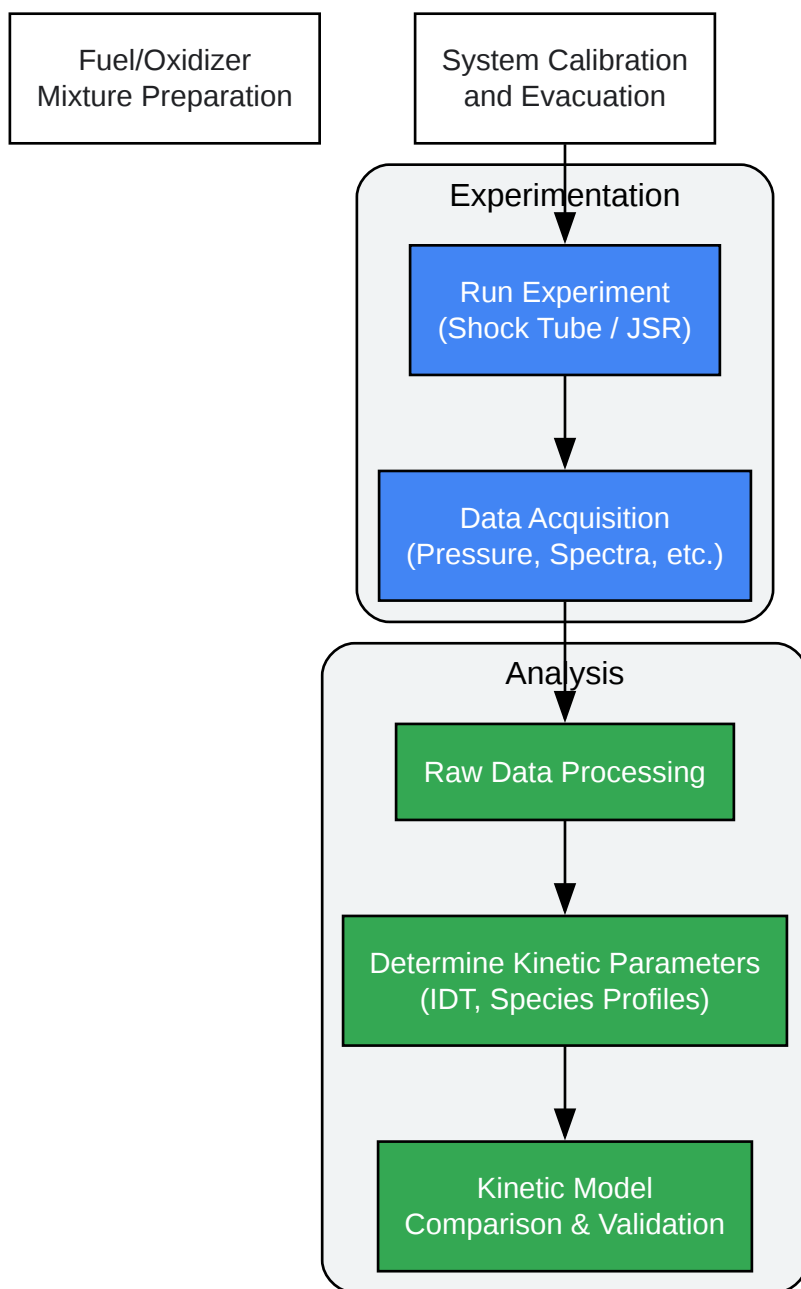 Fuel/Oxidizer
Mixture Preparation
System Calibration
and Evacuation
Experimentation
Run Experiment
(Shock Tube / JSR)
Data Acquisition
(Pressure, Spectra, etc.)
Analysis
Raw Data Processing
Determine Kinetic Parameters
(IDT, Species Profiles)
Kinetic Model
Comparison & Validation